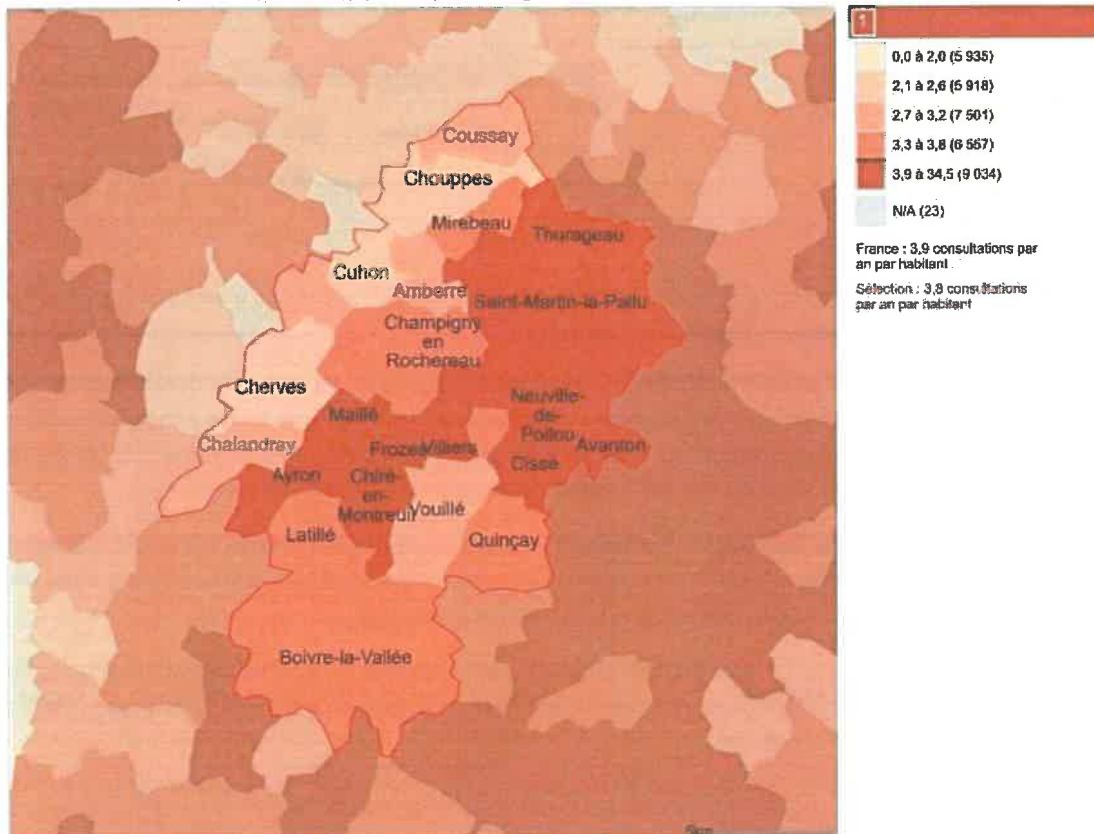 1
0,0 à 2,0 (5 935)
2,1 à 2,6 (5 918)
2,7 à 3,2 (7 501)
3,3 à 3,8 (6 557)
3,9 à 34,5 (9 034)
N/A (23)
France : 3,9 consultations par
an par habitant
Sélection : 3,8 consultations
par an par habitant
Coussay
Chouppes
Mirebeau
Thurageau
Cuhon
Amberre
Saint-Martin-la-Pallu
Champigny
en
Rochereau
Cherves
Neuville-
de-
Poitou
Maillé
Chalandray
Frozes
Villiers
Avanton
Cissé
Ayron
Chiré-
en-
Montreuil
Vouillé
Latillé
Quinçay
Boivre-la-Vallée
5km